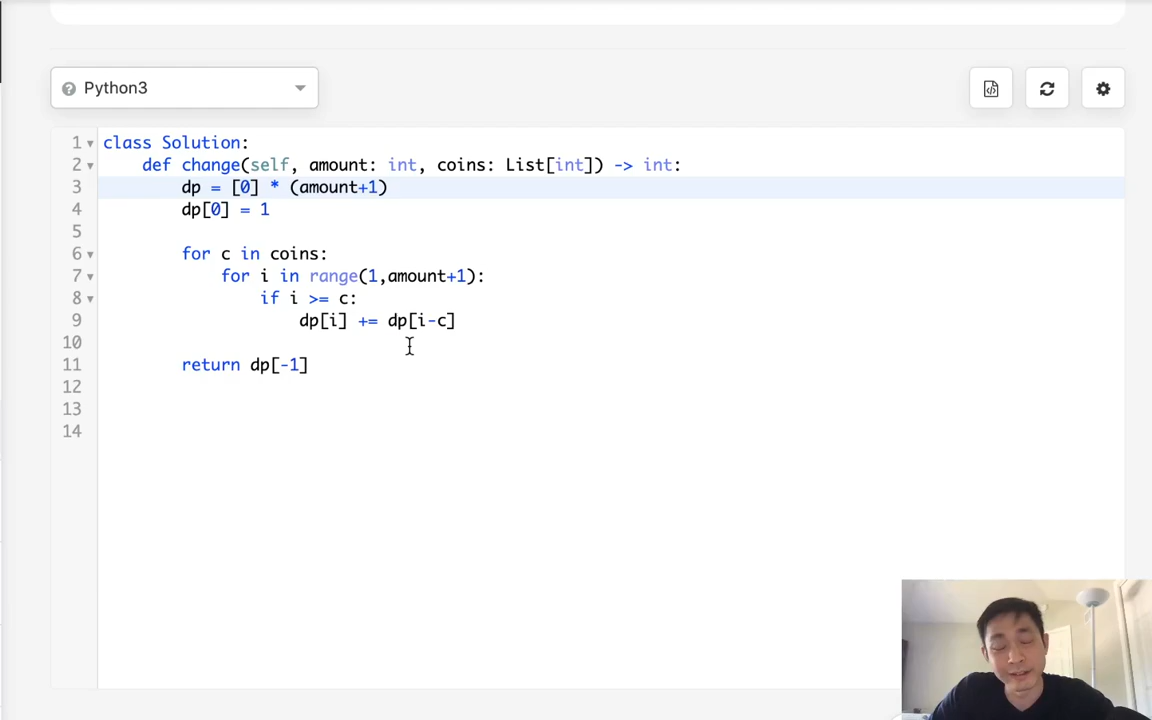 Python3
1 class Solution:
2 def change(self, amount: int, coins: List[int]) -> int:
3 dp = [0] * (amount+1)
4 dp[0] = 1
5
6 for c in coins:
7 for i in range(1,amount+1):
8 if i >= c:
9 dp[i] += dp[i-c]
10
11 return dp[-1]
12
13
14